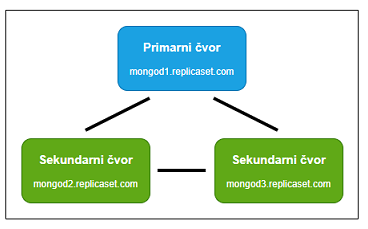 Primarni čvor
mongod1.replicaset.com
Sekundarni čvor
mongod2.replicaset.com
Sekundarni čvor
mongod3.replicaset.com